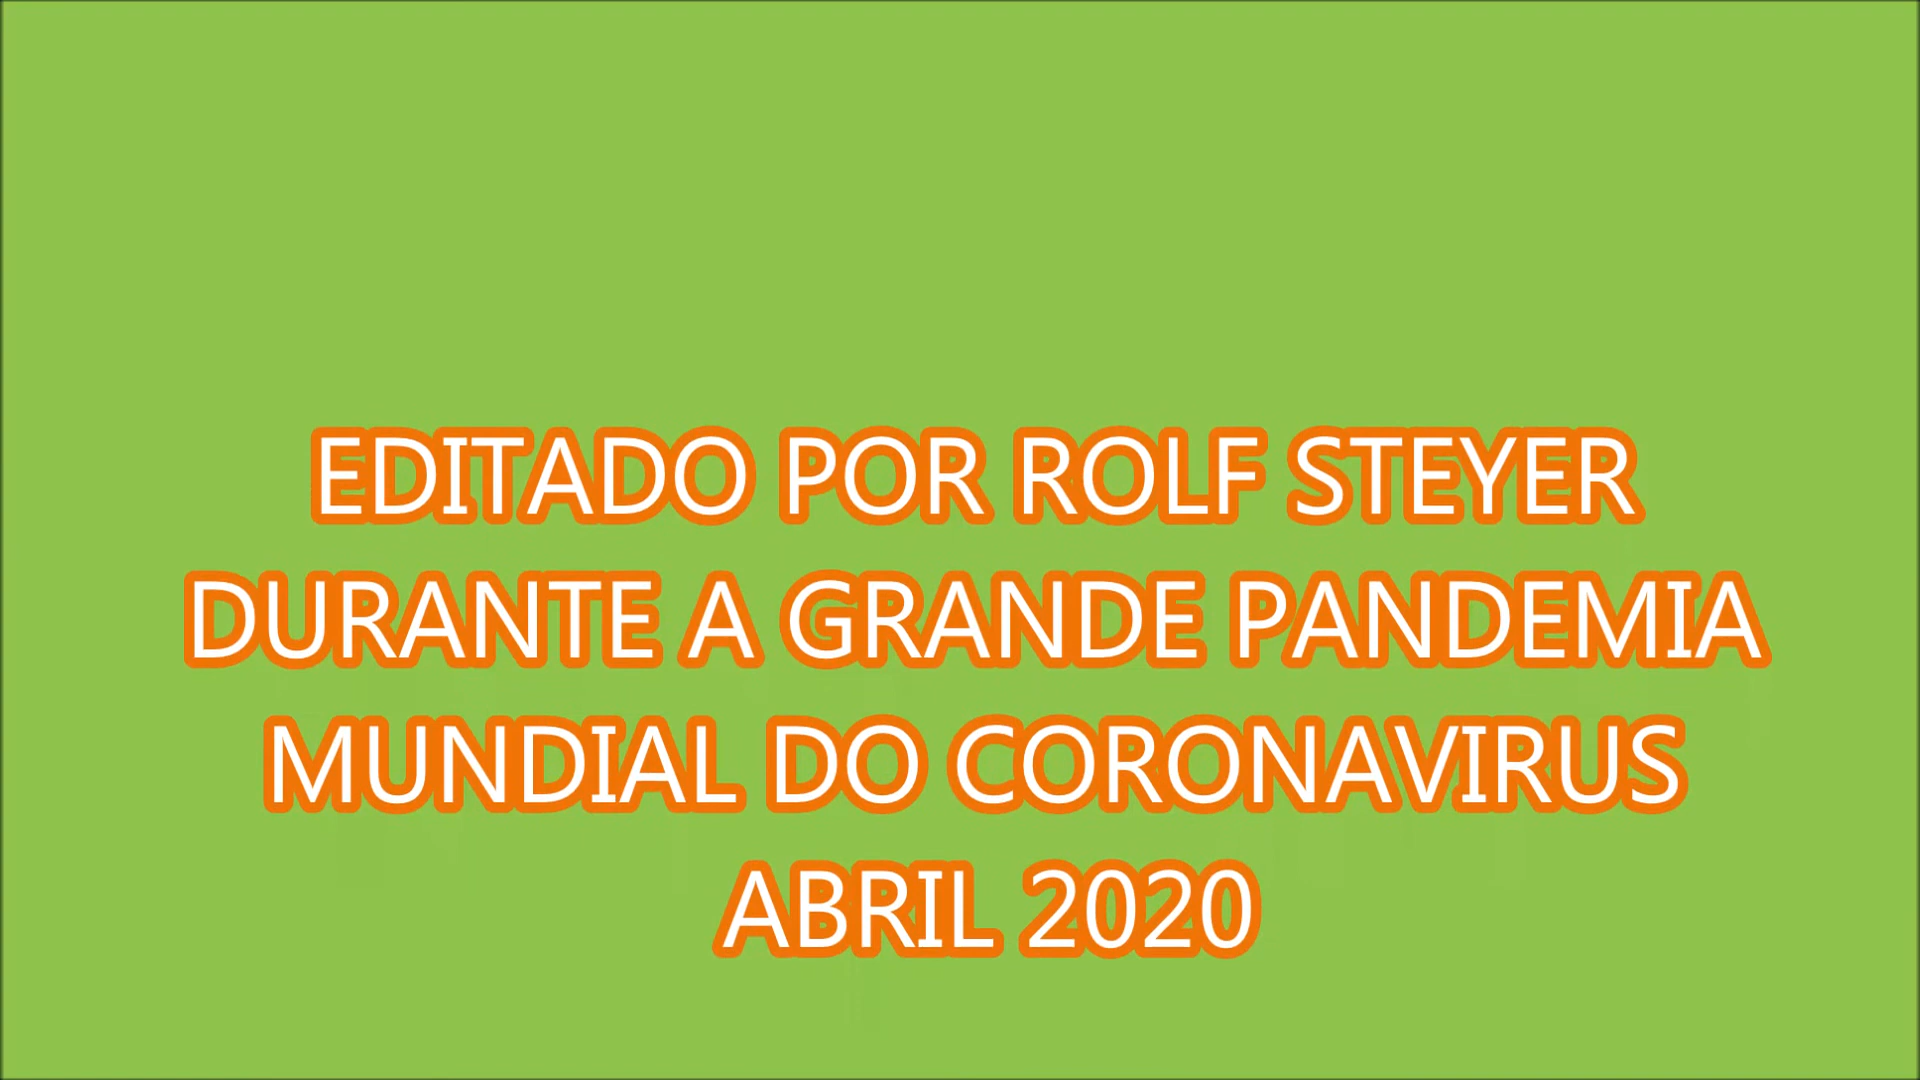 EDITADO POR ROLF STEYER
DURANTE A GRANDE PANDEMIA
MUNDIAL DO CORONAVIRUS
ABRIL 2020